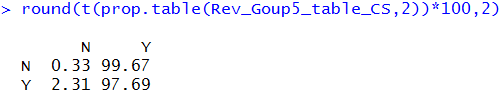 > round(t(prop.table(Rev_Goup5_table_CS,2))*100,2)
N Y
N 0.33 99.67
Y 2.31 97.69